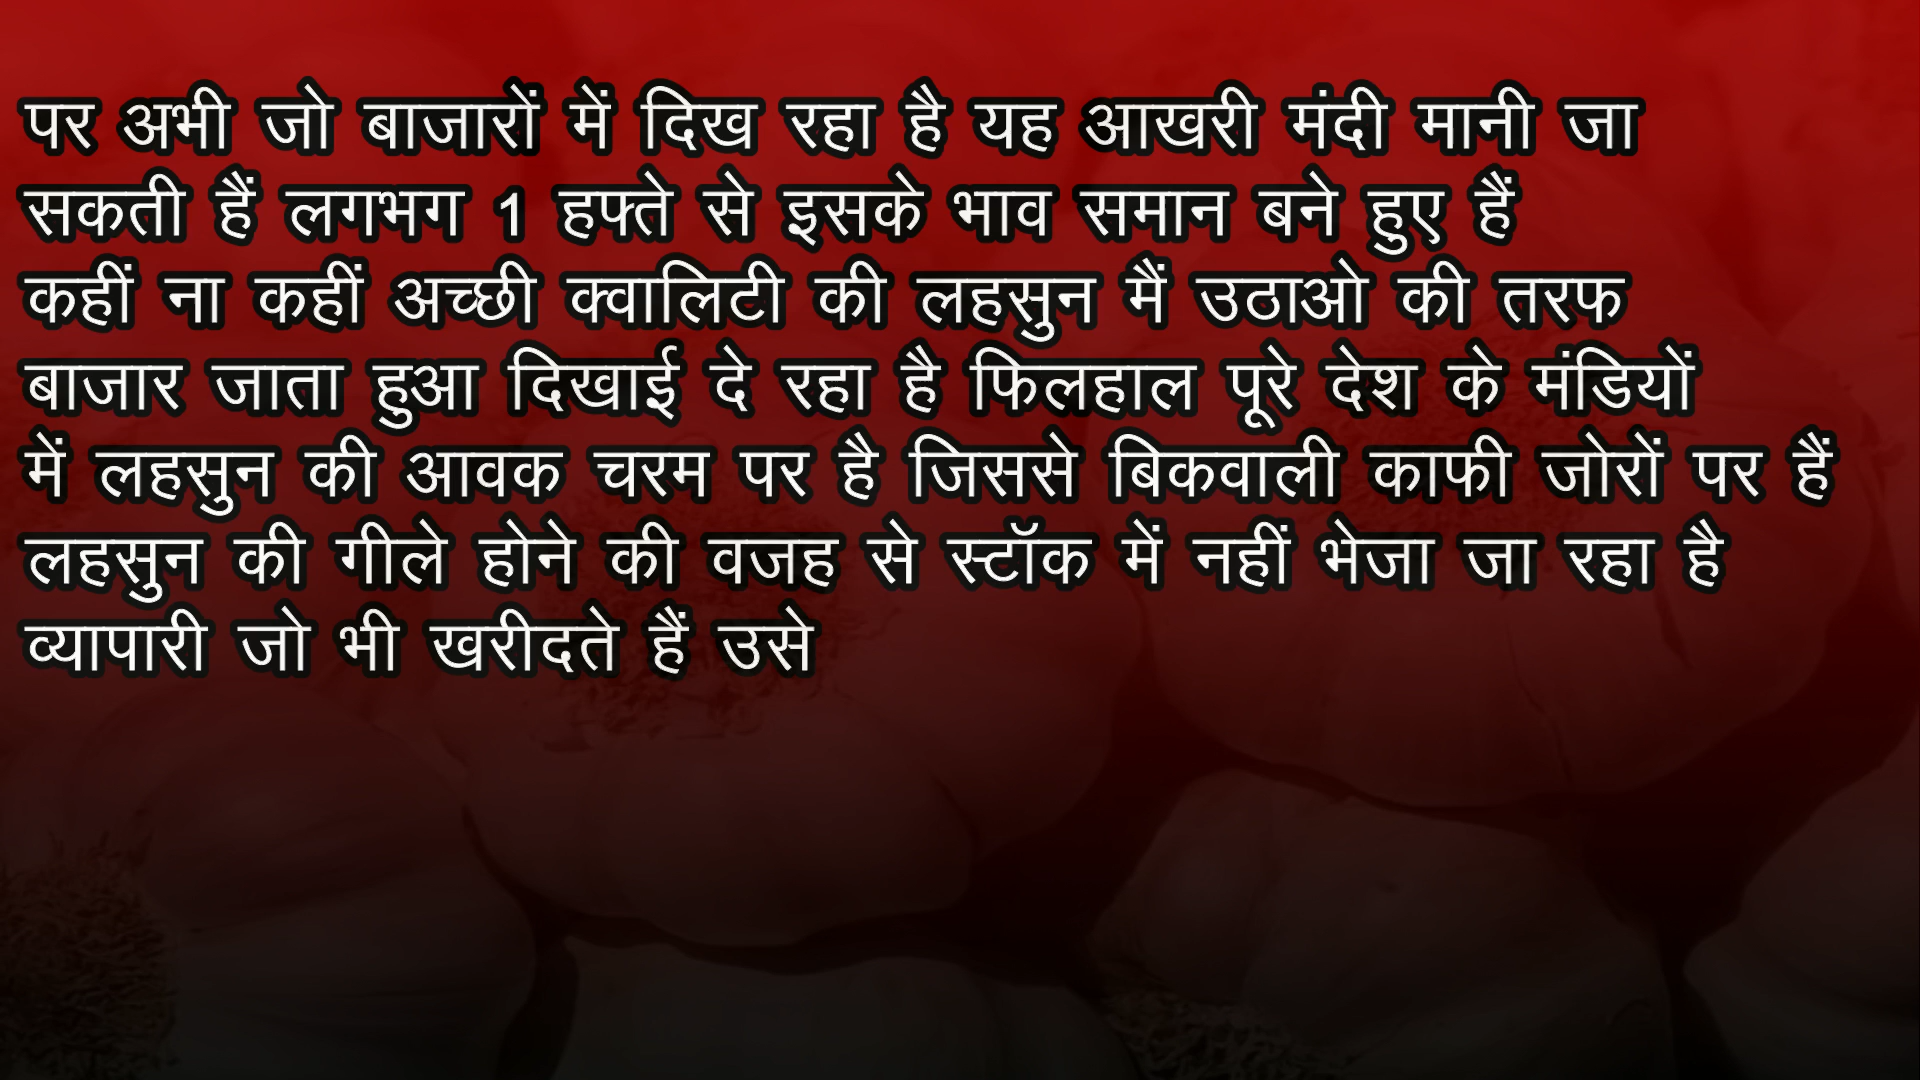 पर अभी जो बाजारों में दिख रहा है यह आखरी मंदी मानी जा
सकती हैं लगभग 1 हफ्ते से इसके भाव समान बने हुए हैं
कहीं ना कहीं अच्छी क्वालिटी की लहसुन मैं उठाओ की तरफ
बाजार जाता हुआ दिखाई दे रहा है फिलहाल पूरे देश के मंडियों
में लहसुन की आवक चरम पर है जिससे बिकवाली काफी जोरों पर हैं
लहसुन की गीले होने की वजह से स्टॉक में नहीं भेजा जा रहा है
व्यापारी जो भी खरीदते हैं उसे